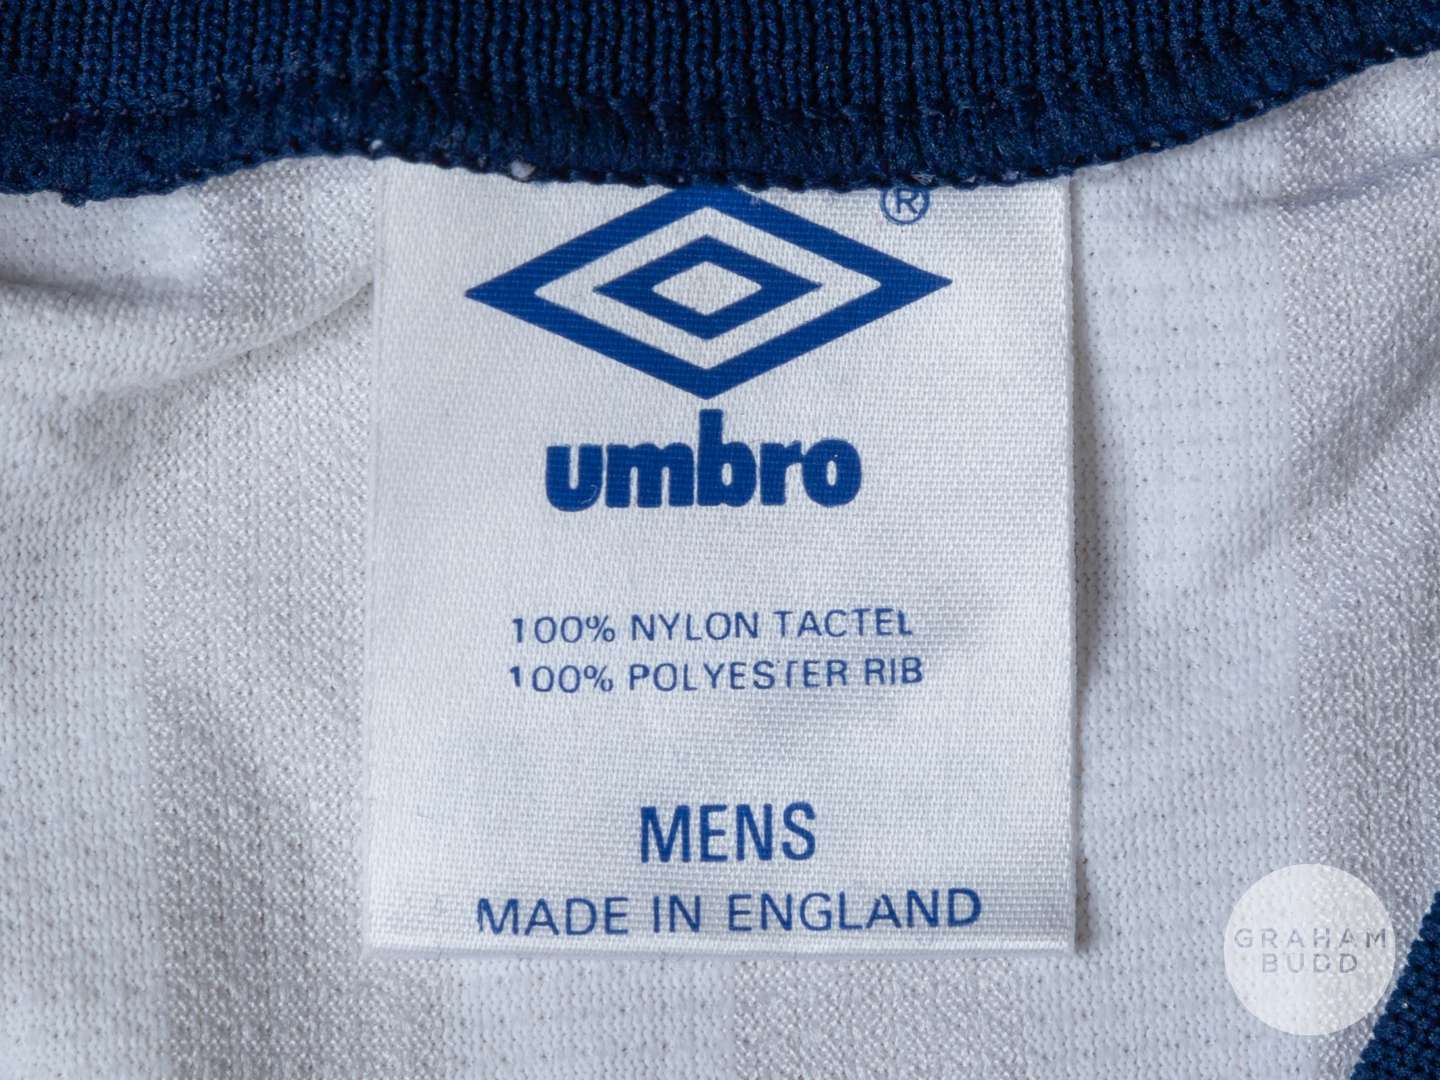 ®
umbro
100% NYLON TACTEL
100% POLYESTER RIB
MENS
MADE IN ENGLAND
GRAHAM
BUDD